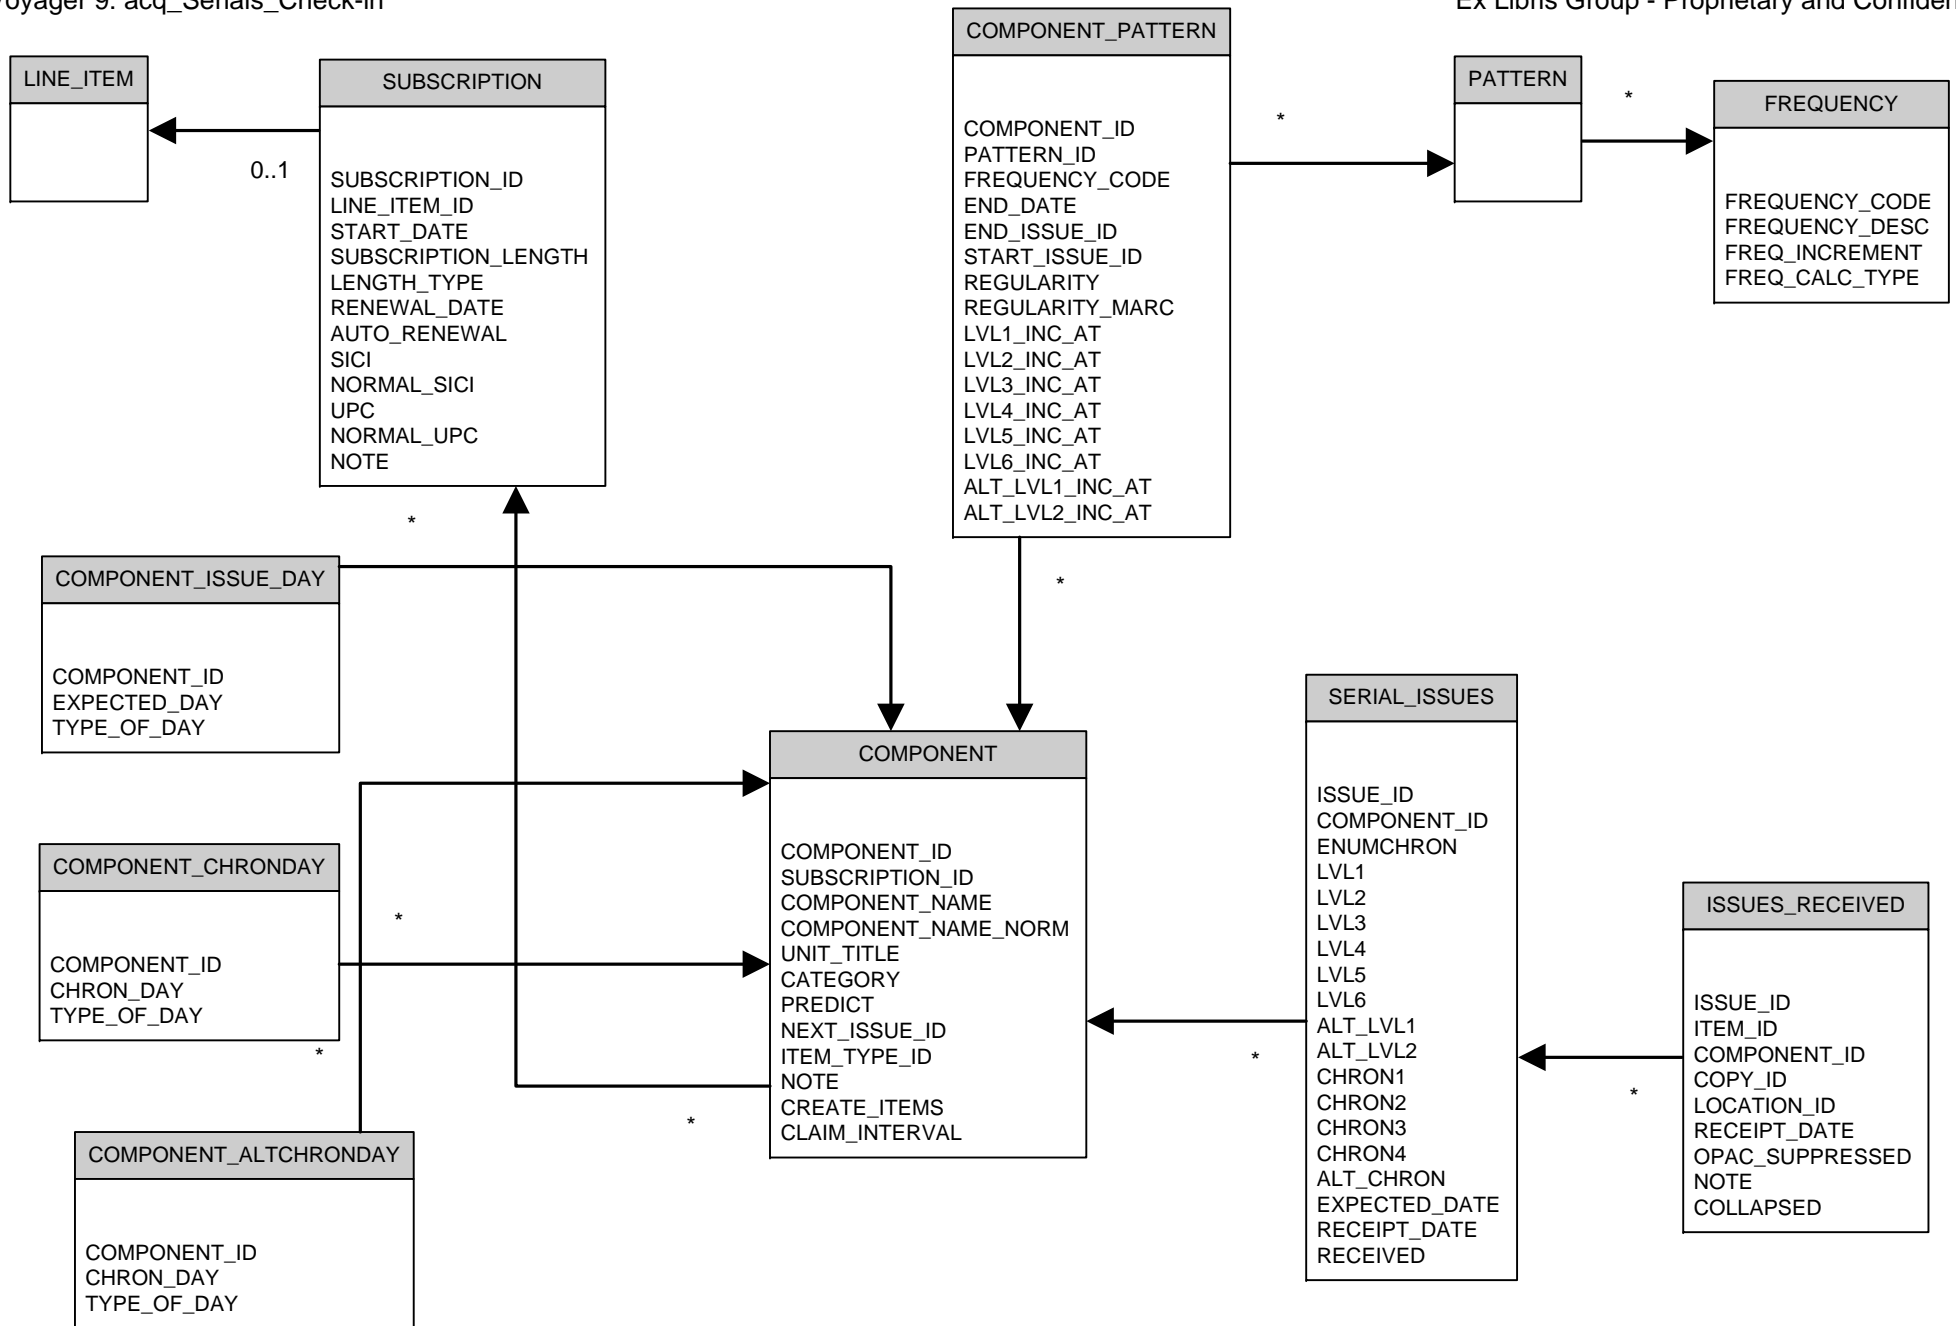 Voyager 9: acq_Serials_Check-in
Ex Libris Group - Proprietary and
LINE_ITEM
0..1
SUBSCRIPTION
SUBSCRIPTION_ID
LINE_ITEM_ID
START_DATE
SUBSCRIPTION_LENGTH
LENGTH_TYPE
RENEWAL_DATE
AUTO_RENEWAL
SICI
NORMAL_SICI
UPC
NORMAL_UPC
NOTE
*
COMPONENT_PATTERN
COMPONENT_ID
PATTERN_ID
FREQUENCY_CODE
END_DATE
END_ISSUE_ID
START_ISSUE_ID
REGULARITY
REGULARITY_MARC
LVL1_INC_AT
LVL2_INC_AT
LVL3_INC_AT
LVL4_INC_AT
LVL5_INC_AT
LVL6_INC_AT
ALT_LVL1_INC_AT
ALT_LVL2_INC_AT
*
*
PATTERN
*
FREQUENCY
FREQUENCY_CODE
FREQUENCY_DESC
FREQ_INCREMENT
FREQ_CALC_TYPE
COMPONENT_ISSUE_DAY
COMPONENT_ID
EXPECTED_DAY
TYPE_OF_DAY
COMPONENT_CHRONDAY
COMPONENT_ID
CHRON_DAY
TYPE_OF_DAY
*
*
COMPONENT_ALTCHRONDAY
COMPONENT_ID
CHRON_DAY
TYPE_OF_DAY
COMPONENT
COMPONENT_ID
SUBSCRIPTION_ID
COMPONENT_NAME
COMPONENT_NAME_NORM
UNIT_TITLE
CATEGORY
PREDICT
NEXT_ISSUE_ID
ITEM_TYPE_ID
NOTE
CREATE_ITEMS
CLAIM_INTERVAL
*
SERIAL_ISSUES
ISSUE_ID
COMPONENT_ID
ENUMCHRON
LVL1
LVL2
LVL3
LVL4
LVL5
LVL6
ALT_LVL1
ALT_LVL2
CHRON1
CHRON2
CHRON3
CHRON4
ALT_CHRON
EXPECTED_DATE
RECEIPT_DATE
RECEIVED
*
ISSUES_RECEIVED
ISSUE_ID
ITEM_ID
COMPONENT_ID
COPY_ID
LOCATION_ID
RECEIPT_DATE
OPAC_SUPPRESSED
NOTE
COLLAPSED
*